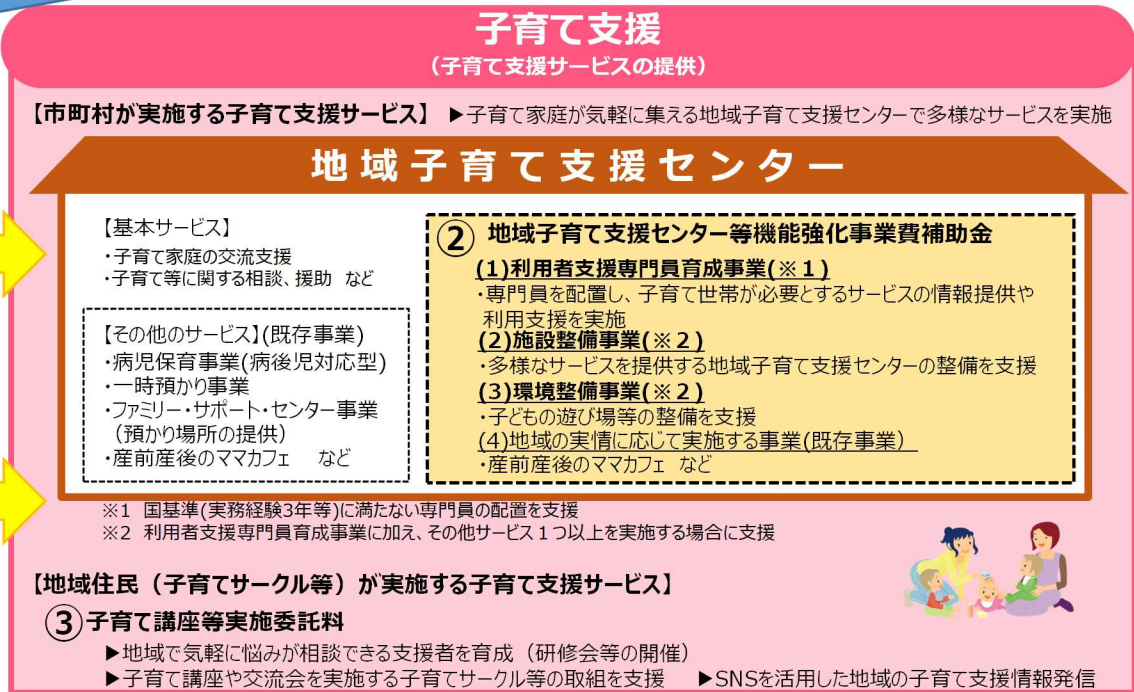 子育て支援
(子育て支援サービスの提供)
【市町村が実施する子育て支援サービス】 ▶子育て家庭が気軽に集える地域子育て支援センターで多様なサービスを実施
地域子育て支援センター
【基本サービス】
・子育て家庭の交流支援
・子育て等に関する相談、援助 など
【その他のサービス】(既存事業)
・病児保育事業(病後児対応型)
・一時預かり事業
・ファミリー・サポート・センター事業
(預かり場所の提供)
・産前産後のママカフェ など
② 地域子育て支援センター等機能強化事業費補助金
(1)利用者支援専門員育成事業(※1)
・専門員を配置し、子育て世帯が必要とするサービスの情報提供や
利用支援を実施
(2)施設整備事業(※2)
・多様なサービスを提供する地域子育て支援センターの整備を支援
(3)環境整備事業(※2)
・子どもの遊び場等の整備を支援
(4)地域の実情に応じて実施する事業(既存事業)
・産前産後のママカフェ など
※1 国基準(実務経験3年等)に満たない専門員の配置を支援
※2 利用者支援専門員育成事業に加え、その他サービス1つ以上を実施する場合に支援
【地域住民(子育てサークル等)が実施する子育て支援サービス】
③子育て講座等実施委託料
▶地域で気軽に悩みが相談できる支援者を育成(研修会等の開催)
▶子育て講座や交流会を実施する子育てサークル等の取組を支援 ▶SNSを活用した地域の子育て支援情報発信